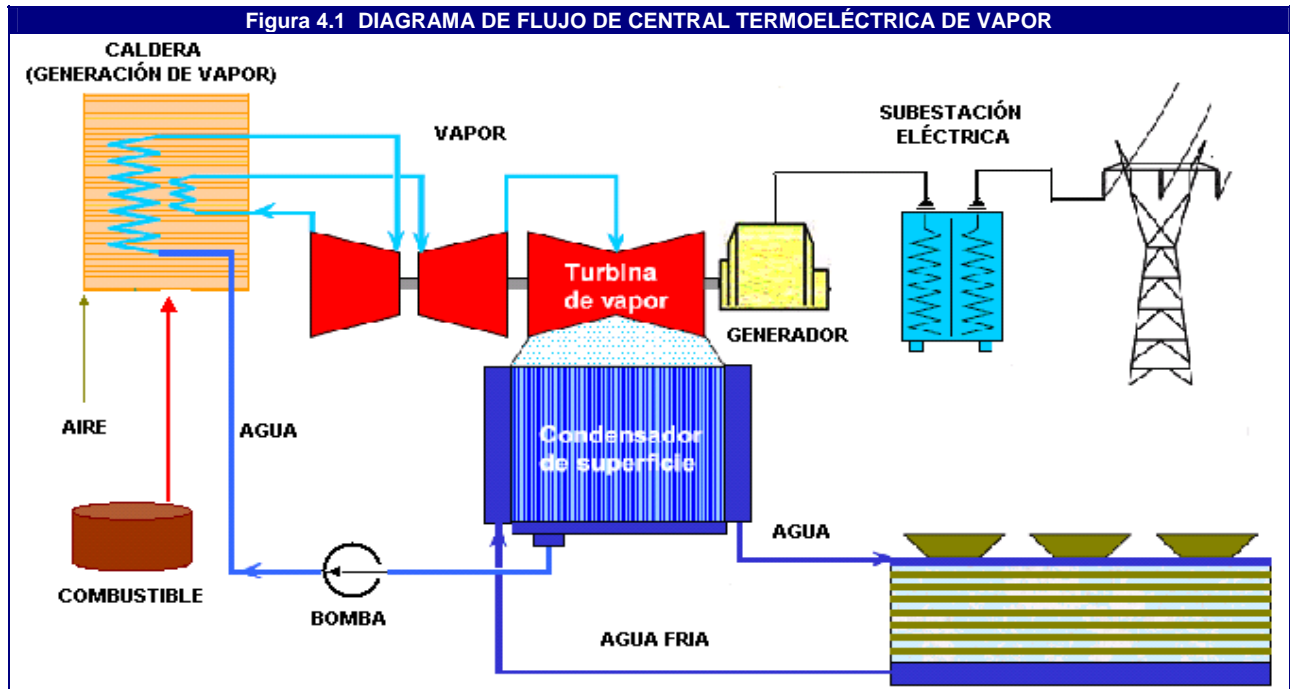 Figura 4.1 DIAGRAMA DE FLUJO DE CENTRAL TERMOELÉCTRICA DE VAPOR
CALDERA
(GENERACIÓN DE VAPOR)
VAPOR
SUBESTACIÓN
ELÉCTRICA
Turbina
de vapor
GENERADOR
AIRE
AGUA
Condensador
de superficie
COMBUSTIBLE
BOMBA
AGUA
AGUA FRIA